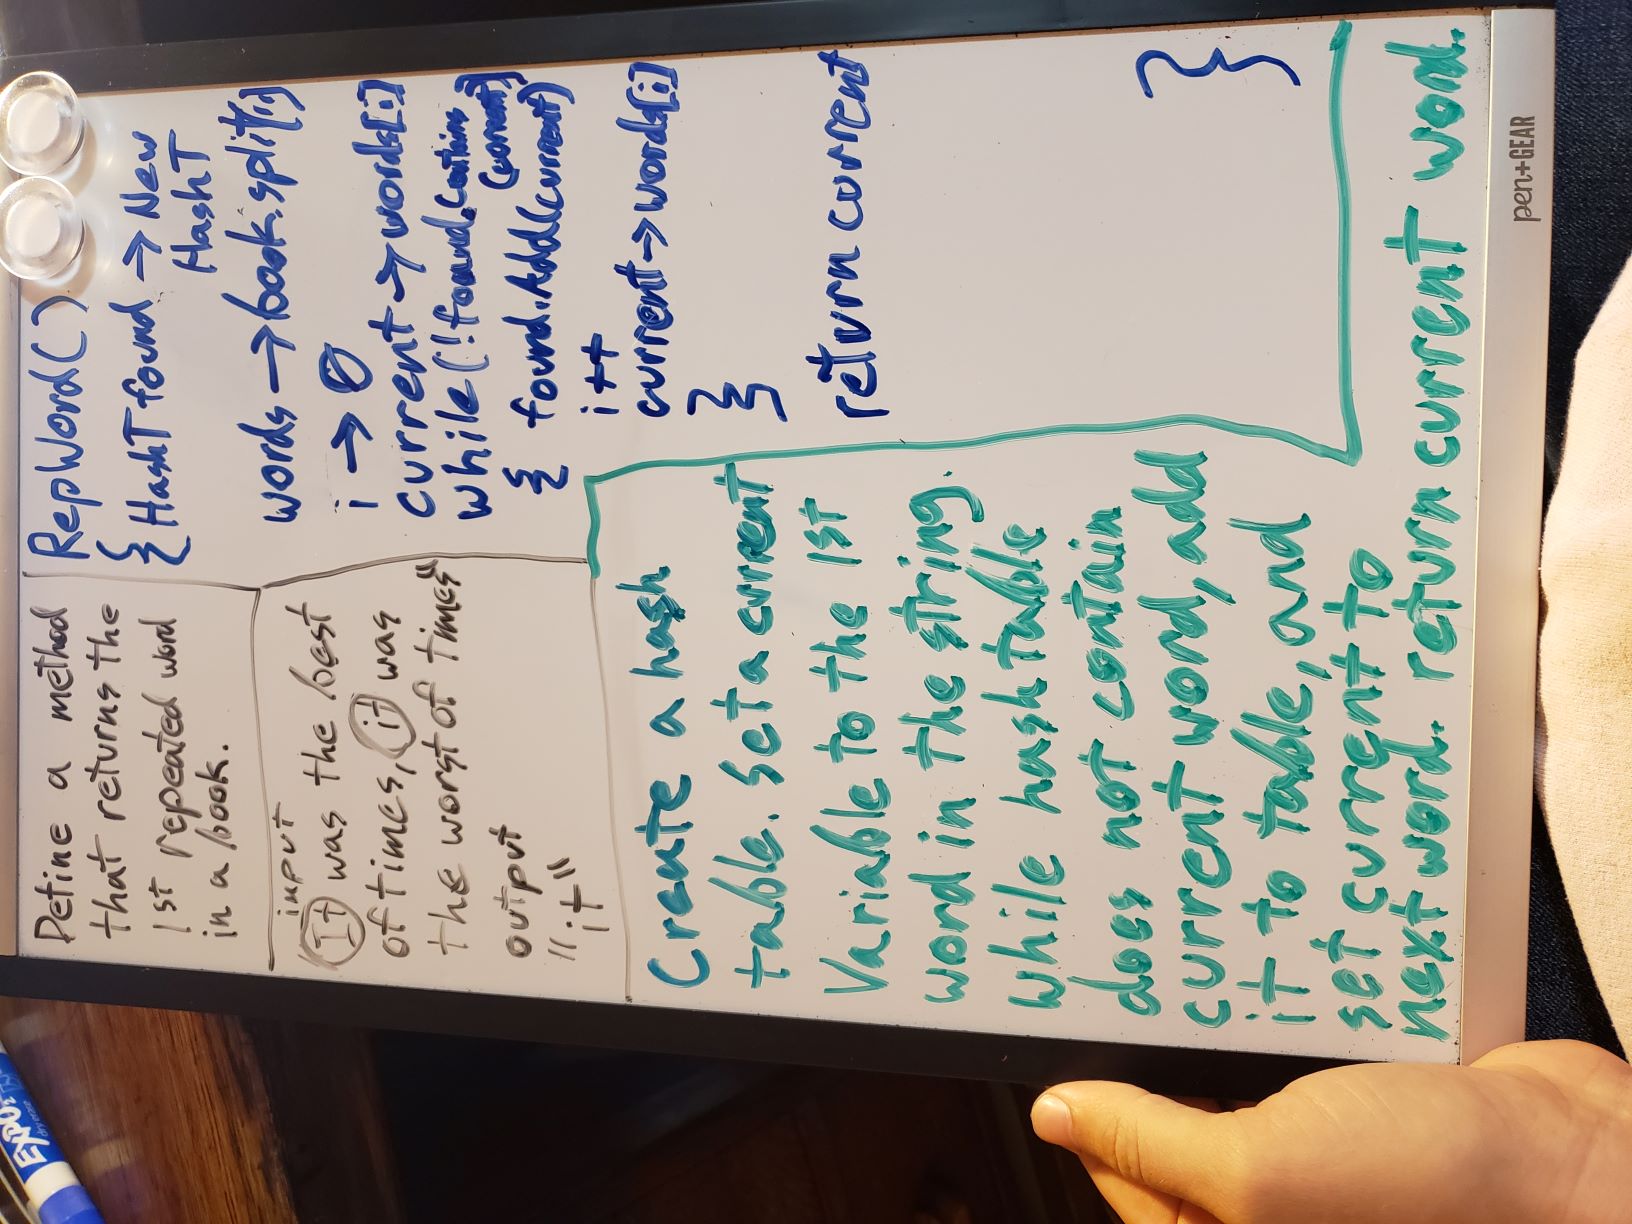 EXPO
dry erase
Define a method
that returns the
1st repeated word
in a book.
input
It was the best
of times, it was
the worst of times"
output
"it"
Create a hash
table. Set a current
Variable to the 1st
word in the string.
while hash table
does not contain
current word, add
it to table, and
set current to
next word. return current word.
RepWord()
{ HashT found → New
HashT
words → book.split(' ')
i → 0
current → words[i]
while(!found.Contains
(current))
{ found.Add(current)
i++
current → words[i]
}
return current
}
pen+GEAR